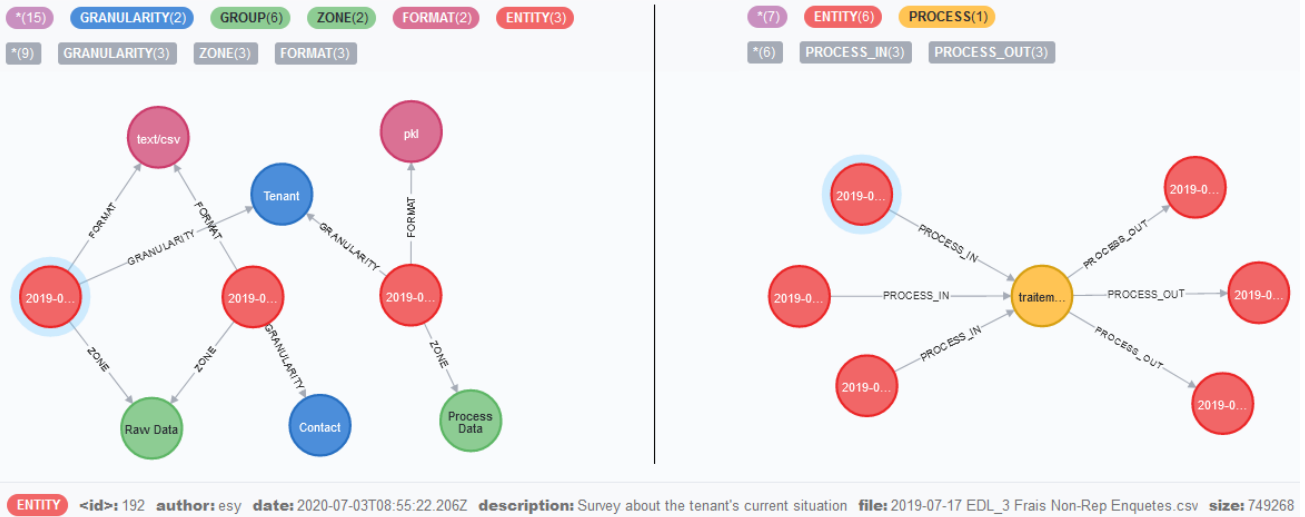 *(15) GRANULARITY(2) GROUP(6) ZONE(2) FORMAT(2) ENTITY(3)
*(9) GRANULARITY(3) ZONE(3) FORMAT(3)
text/csv
pkl
Tenant
FORMAT
FORMAT
FORMAT
GRANULARITY
GRANULARITY
2019-0...
2019-0...
2019-0...
ZONE
ZONE
GRANULARITY
ZONE
Raw Data
Contact
Process
Data
*(7) ENTITY(6) PROCESS(1)
*(6) PROCESS_IN(3) PROCESS_OUT(3)
2019-0...
2019-0...
PROCESS_IN
PROCESS_OUT
2019-0...
PROCESS_IN
traitem...
PROCESS_OUT
2019-0...
PROCESS_IN
PROCESS_OUT
2019-0...
2019-0...
ENTITY <id>: 192 author: esy date: 2020-07-03T08:55:22.206Z description: Survey about the tenant's current situation file: 2019-07-17 EDL_3 Frais Non-Rep Enquetes.csv size: 749268